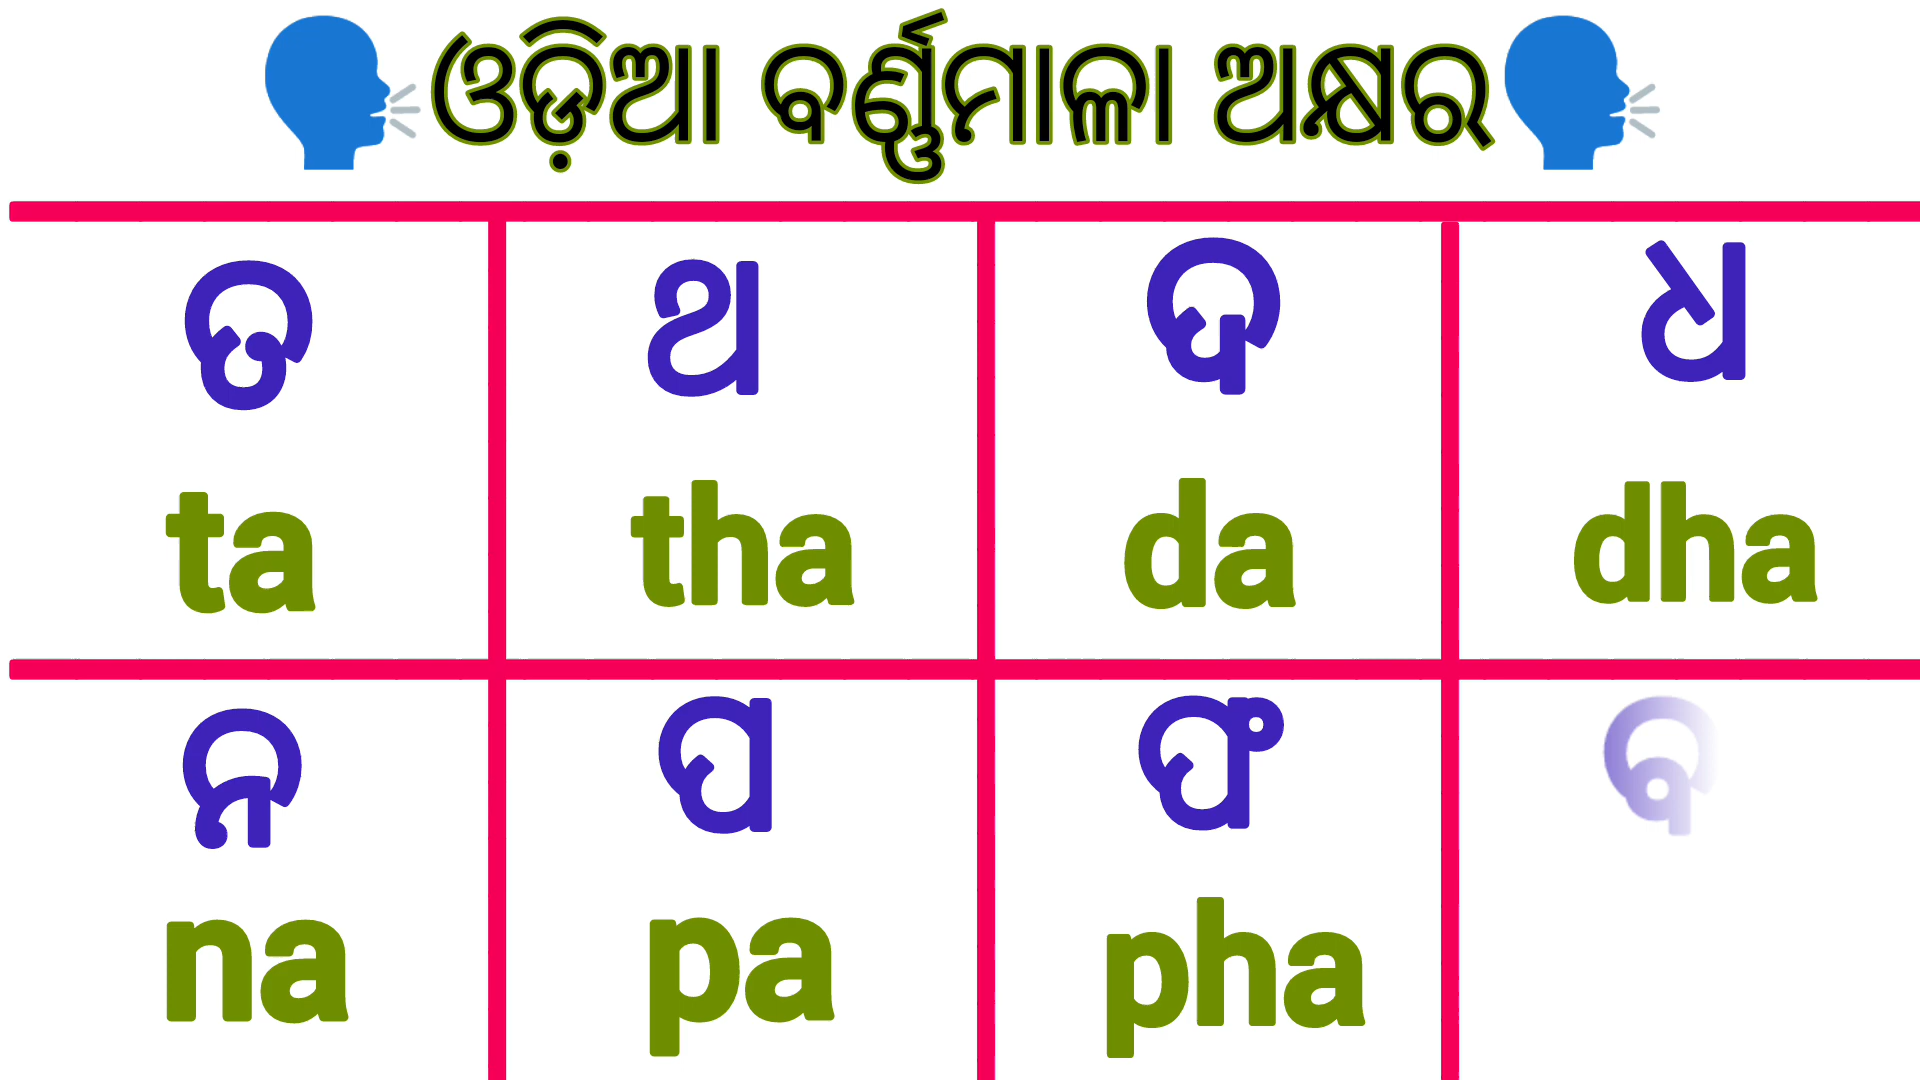 ଓଡ଼ିଆ ବର୍ଣ୍ଣମାଳା ଅକ୍ଷର
ତ ଥ ଦ ଧ
ta tha da dha
ନ ପ ଫ ବ
na pa pha